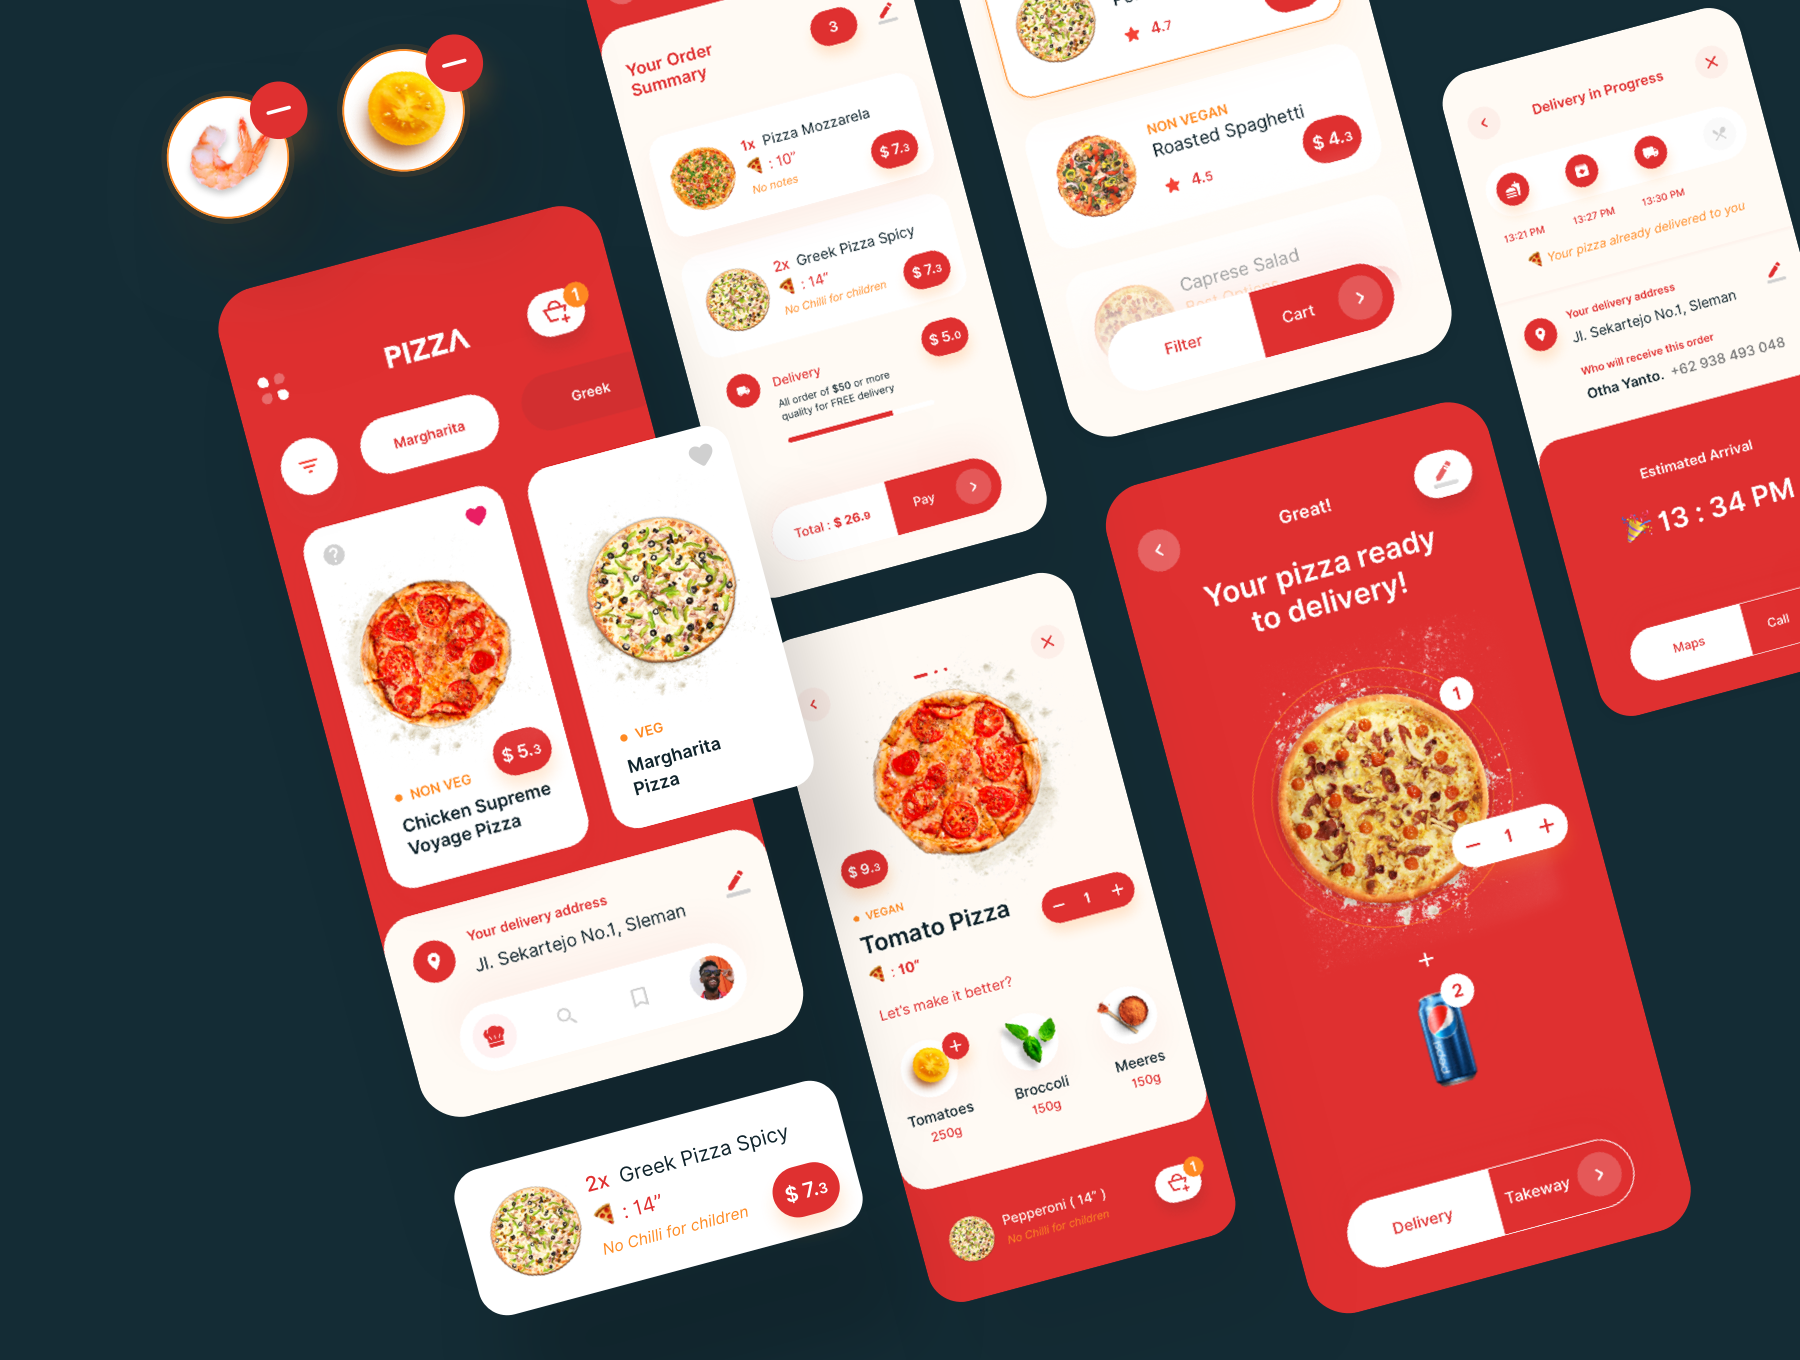 Your Order
Summary
3
1x Pizza Mozzarela
: 10”
No notes
$ 7.3
2x Greek Pizza Spicy
: 14”
No Chilli for children
$ 7.3
$ 5.0
Delivery
All order of $50 or more
quality for FREE delivery
Total : $ 26.9
Pay
4.7
NON VEGAN
Roasted Spaghetti
4.5
$ 4.3
Caprese Salad
Filter
Cart
Delivery in Progress
13:21 PM
13:27 PM
13:30 PM
Your pizza already delivered to you
Your delivery address
Jl. Sekartejo No.1, Sleman
Who will receive this order
Otha Yanto. +62 938 493 048
Estimated Arrival
13 : 34 PM
Maps
Call
PIZZA
1
Margharita
Greek
$ 5.3
NON VEG
Chicken Supreme
Voyage Pizza
VEG
Margharita
Pizza
Your delivery address
Jl. Sekartejo No.1, Sleman
2x Greek Pizza Spicy
: 14”
No Chilli for children
$ 7.3
$ 9.3
VEGAN
Tomato Pizza
1
: 10”
Let's make it better?
Tomatoes
250g
Broccoli
150g
Meeres
150g
Pepperoni ( 14” )
No Chilli for children
1
Great!
Your pizza ready
to delivery!
1
1
2
pepsi
Delivery
Takeway